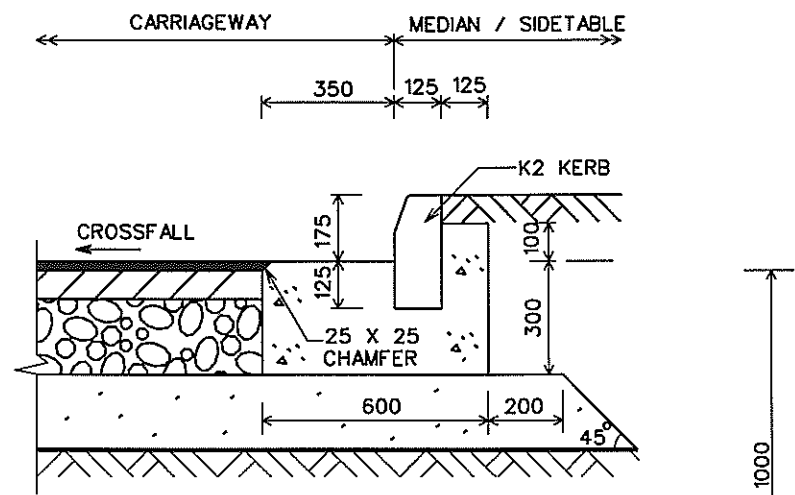 CARRIAGEWAY
MEDIAN / SIDETABLE
350
125
125
K2 KERB
CROSSFALL
175
100
125
300
25 X 25
CHAMFER
600
200
45°
1000